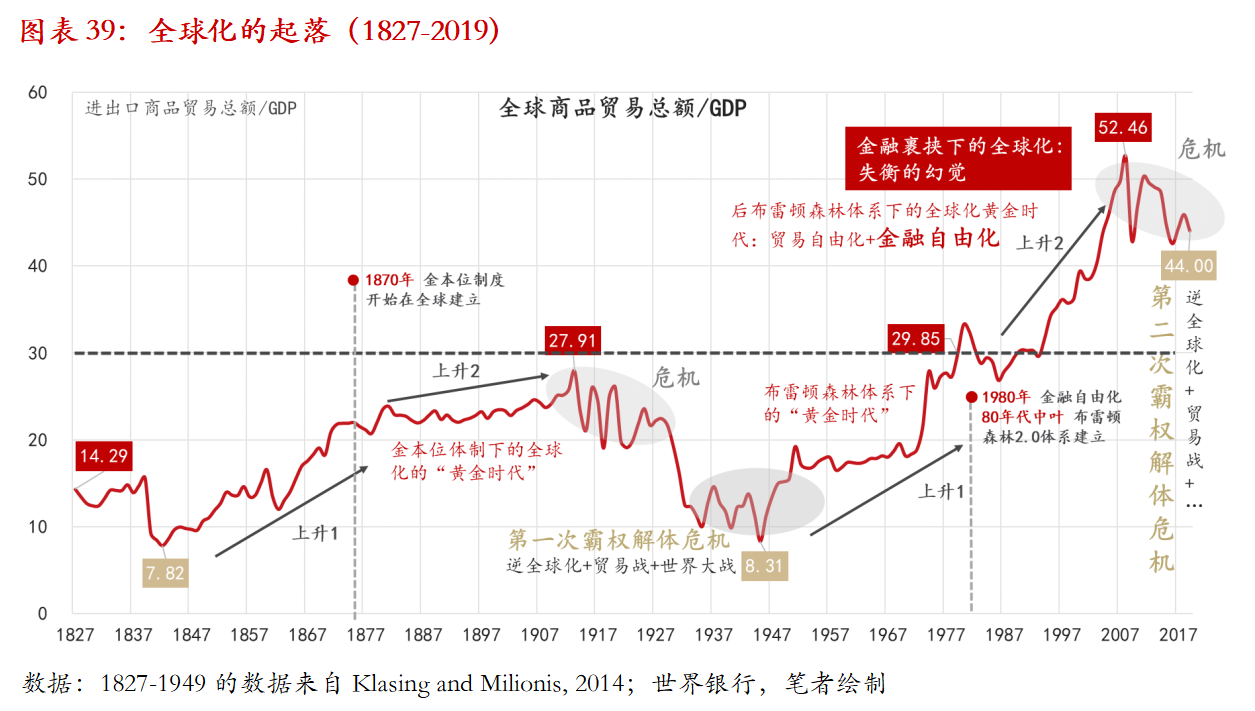 图表 39：全球化的起落（1827-2019）
进出口商品贸易总额/GDP
全球商品贸易总额/GDP
60
50
40
30
20
10
0
52.46
危机
金融裹挟下的全球化：
失衡的幻觉
后布雷顿森林体系下的全球化黄金时
代：贸易自由化+金融自由化
上升2
44.00
1870年 金本位制度
开始在全球建立
27.91
29.85
上升2
危机
布雷顿森林体系下
的“黄金时代”
1980年 金融自由化
80年代中叶 布雷顿
森林2.0体系建立
14.29
金本位体制下的全球
化的“黄金时代”
上升1
上升1
7.82
第一次霸权解体危机
逆全球化+贸易战+世界大战
8.31
第二次霸权解体危机
逆全球化+贸易战+…
1827 1837 1847 1857 1867 1877 1887 1897 1907 1917 1927 1937 1947 1957 1967 1977 1987 1997 2007 2017
数据：1827-1949 的数据来自 Klasing and Milionis, 2014；世界银行，笔者绘制